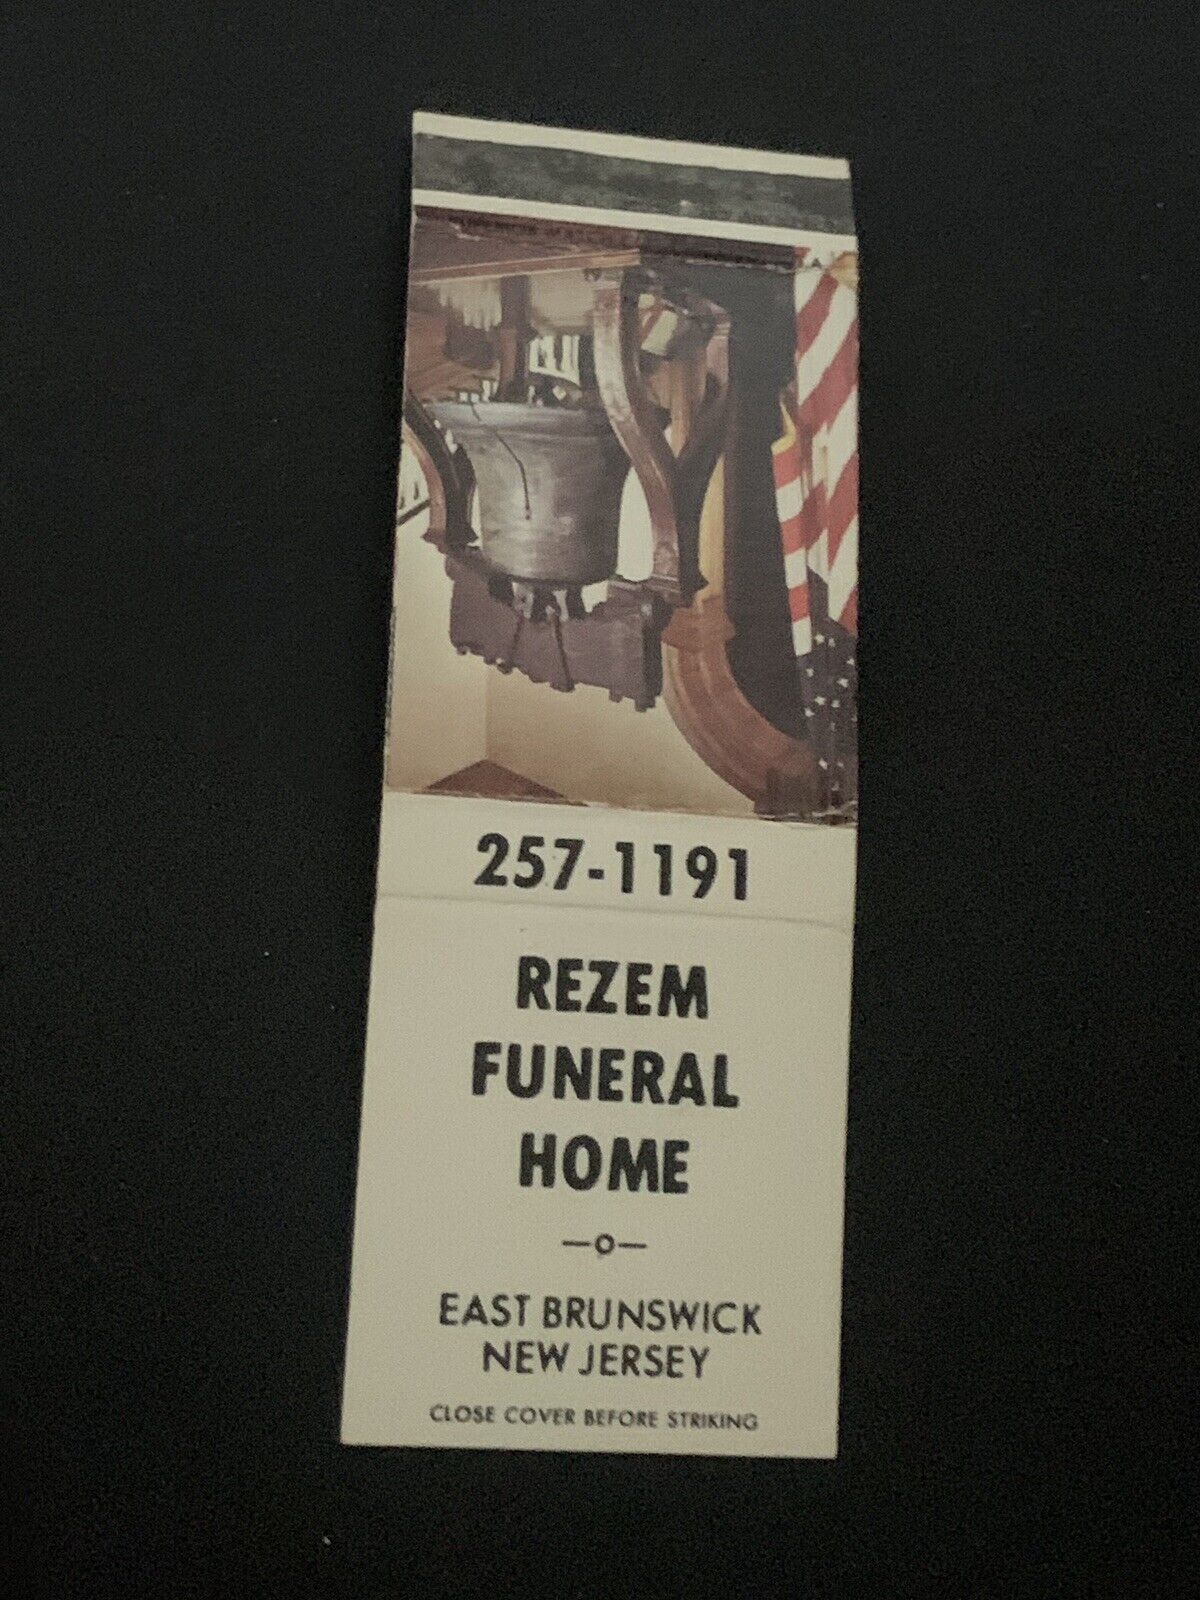 257-1191
REZEM
FUNERAL
HOME
—o—
EAST BRUNSWICK
NEW JERSEY
CLOSE COVER BEFORE STRIKING